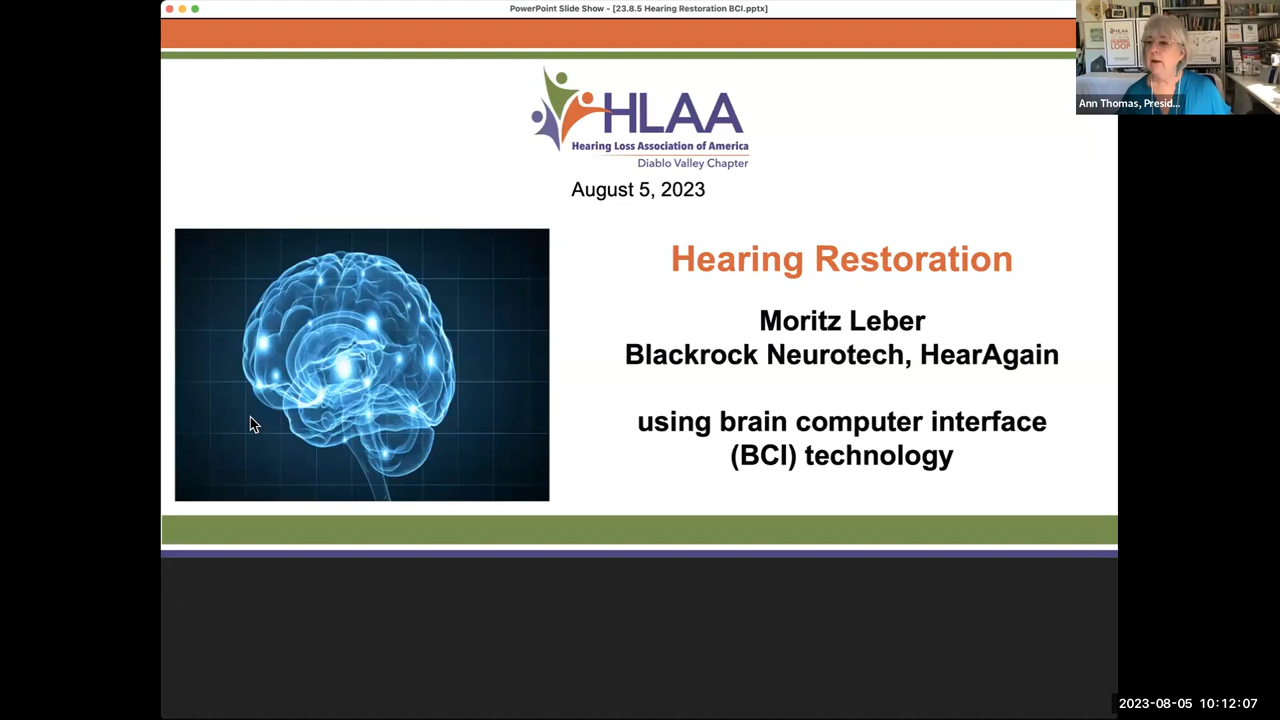 PowerPoint Slide Show - [23.8.5 Hearing Restoration BCI.pptx]
HLAA
Hearing Loss Association of America
Diablo Valley Chapter
August 5, 2023
Hearing Restoration
Moritz Leber
Blackrock Neurotech, HearAgain
using brain computer interface
(BCI) technology
HLAA
LOOP
Ann Thomas, Presid...
2023-08-05 10:12:07